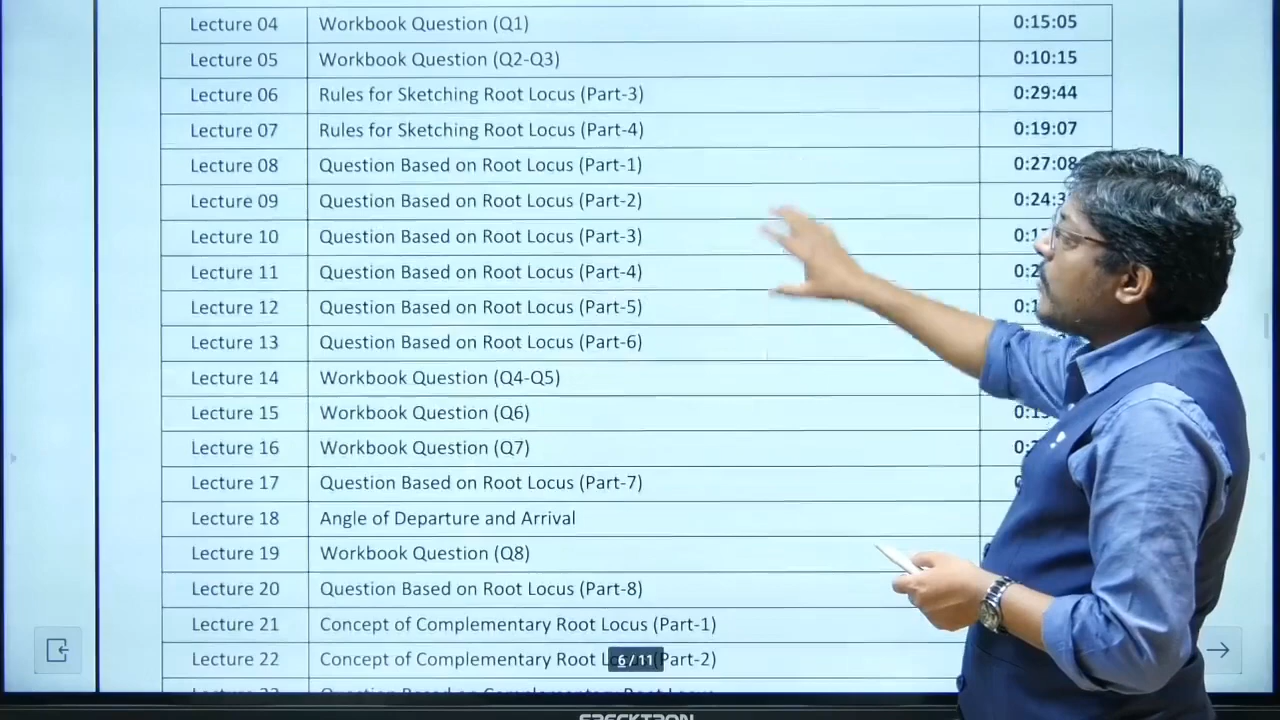 Lecture 04 Workbook Question (Q1) 0:15:05
Lecture 05 Workbook Question (Q2-Q3) 0:10:15
Lecture 06 Rules for Sketching Root Locus (Part-3) 0:29:44
Lecture 07 Rules for Sketching Root Locus (Part-4) 0:19:07
Lecture 08 Question Based on Root Locus (Part-1) 0:27:08
Lecture 09 Question Based on Root Locus (Part-2)
Lecture 10 Question Based on Root Locus (Part-3)
Lecture 11 Question Based on Root Locus (Part-4)
Lecture 12 Question Based on Root Locus (Part-5)
Lecture 13 Question Based on Root Locus (Part-6)
Lecture 14 Workbook Question (Q4-Q5)
Lecture 15 Workbook Question (Q6)
Lecture 16 Workbook Question (Q7)
Lecture 17 Question Based on Root Locus (Part-7)
Lecture 18 Angle of Departure and Arrival
Lecture 19 Workbook Question (Q8)
Lecture 20 Question Based on Root Locus (Part-8)
Lecture 21 Concept of Complementary Root Locus (Part-1)
Lecture 22 Concept of Complementary Root (Part-2)
6 / 11